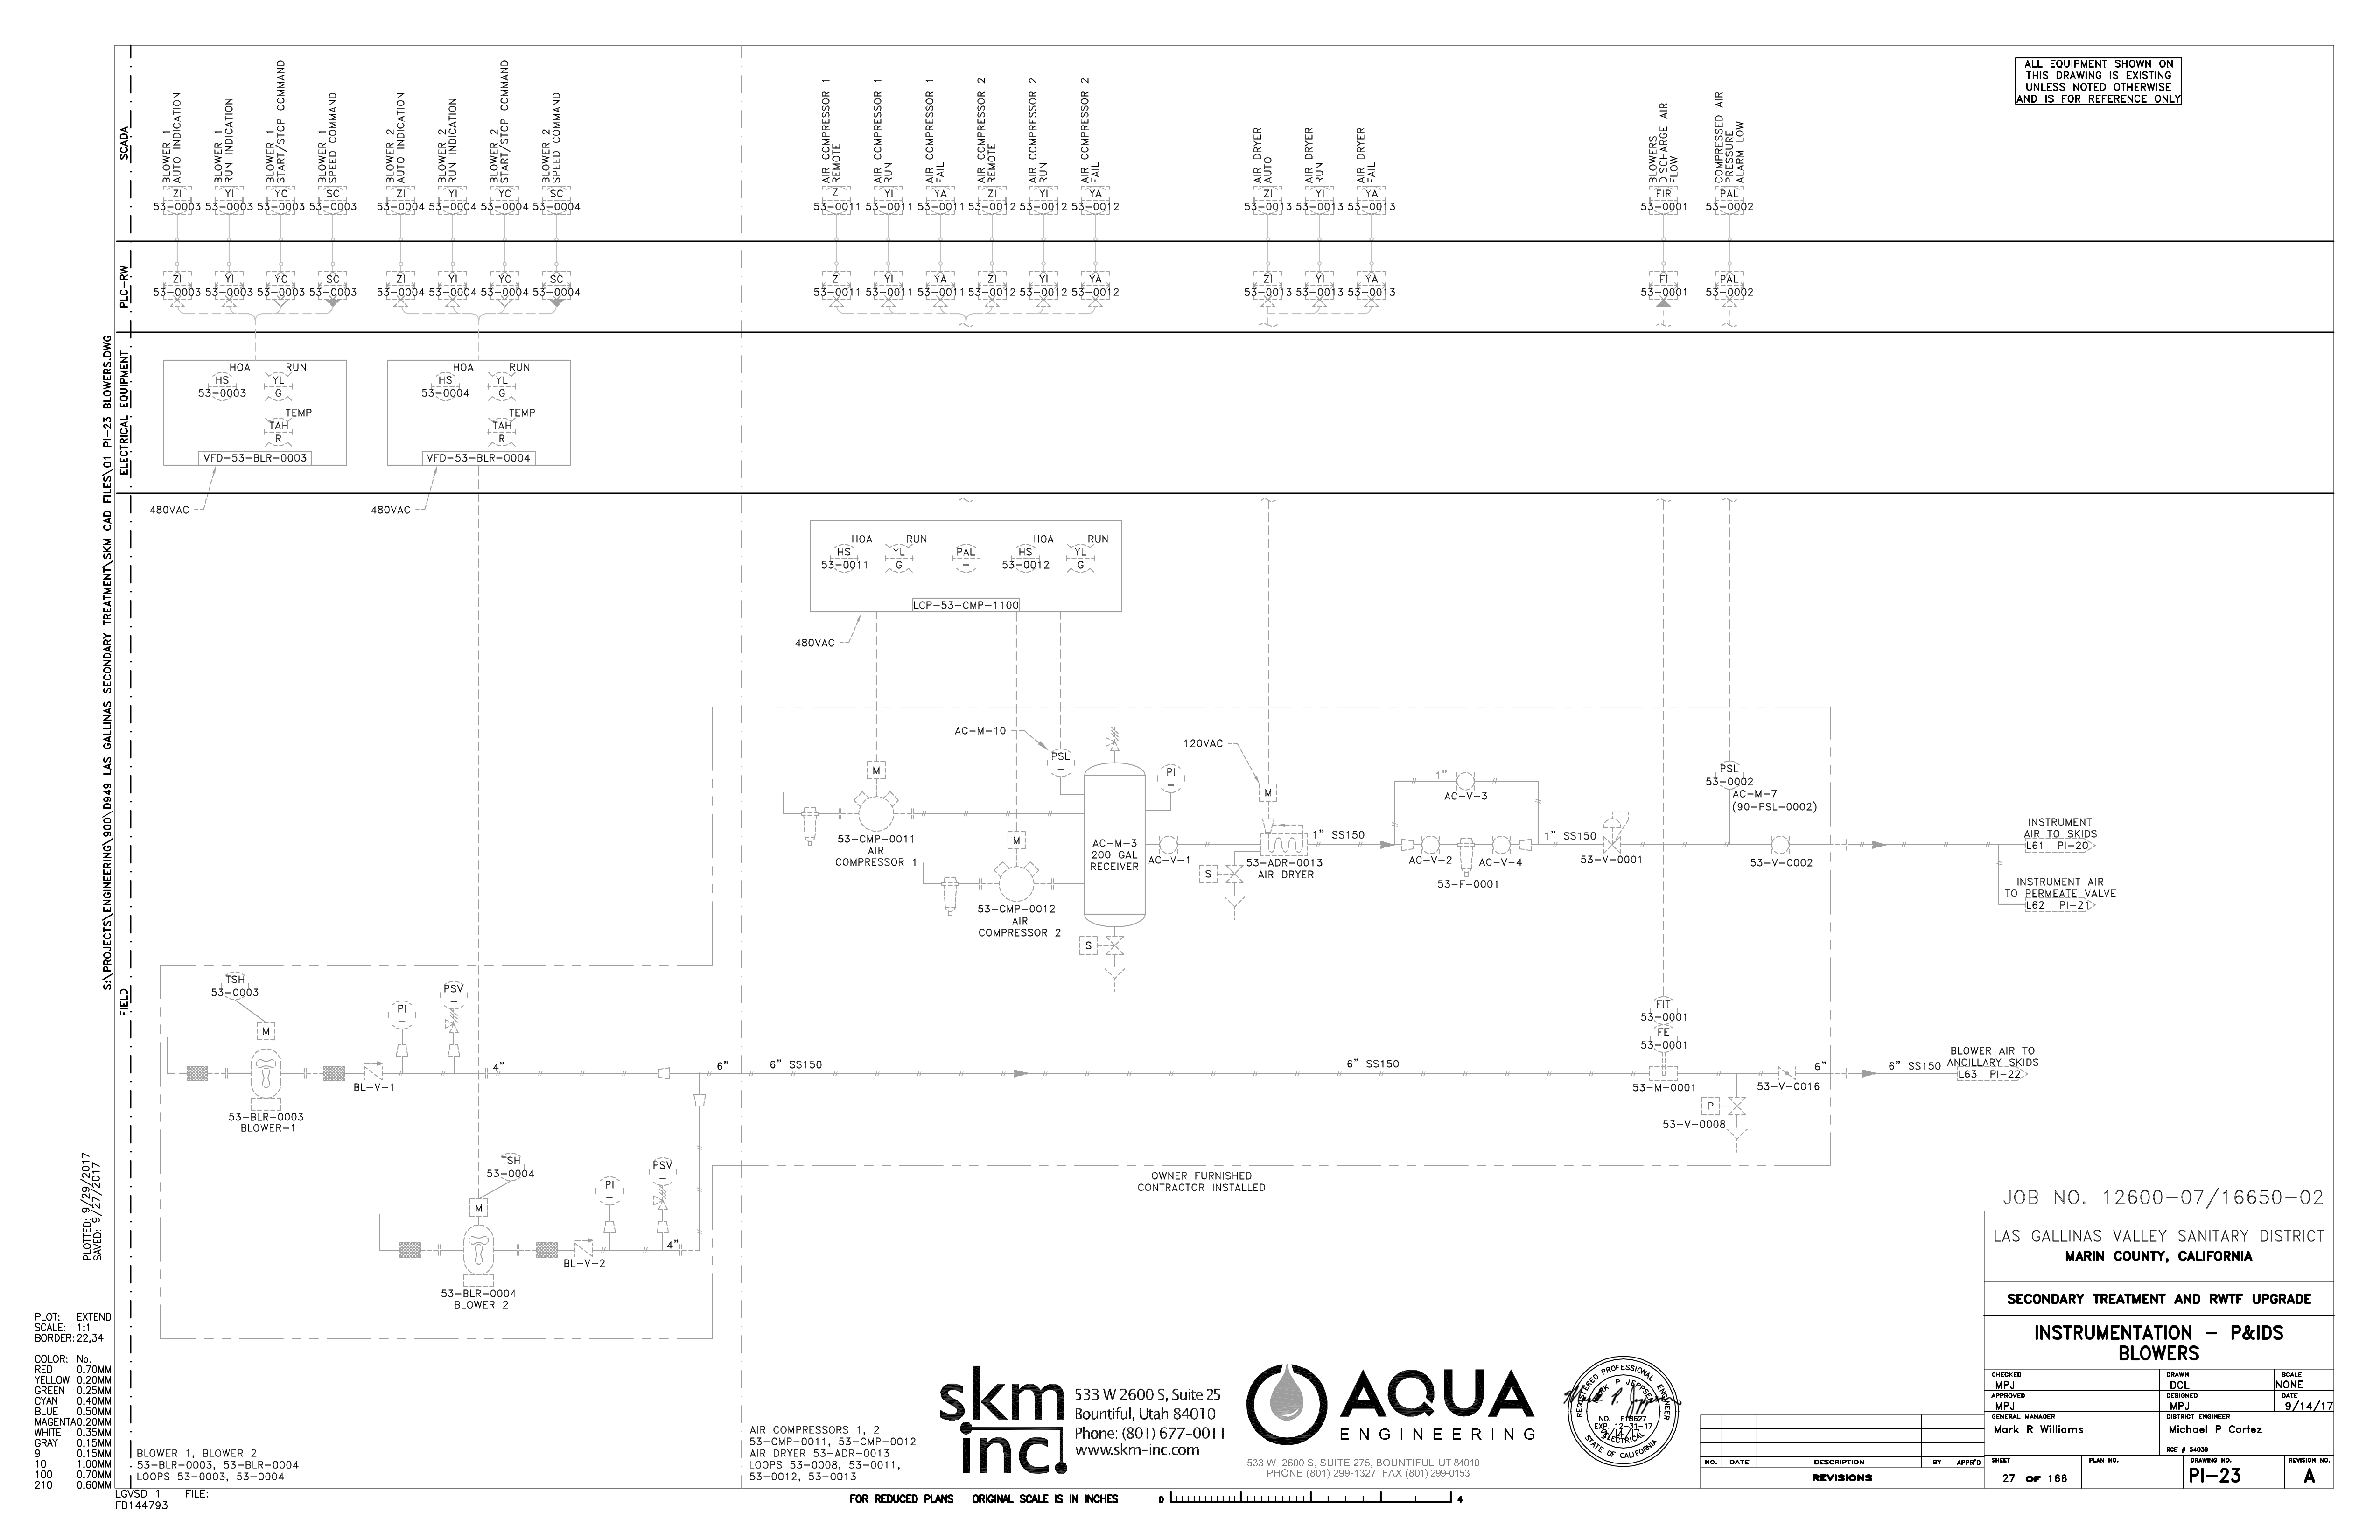 ALL EQUIPMENT SHOWN ON
THIS DRAWING IS EXISTING
UNLESS NOTED OTHERWISE
AND IS FOR REFERENCE ONLY
SCADA
BLOWER 1
AUTO INDICATION
BLOWER 1
RUN INDICATION
BLOWER 1
START/STOP COMMAND
BLOWER 1
SPEED COMMAND
BLOWER 2
AUTO INDICATION
BLOWER 2
RUN INDICATION
BLOWER 2
START/STOP COMMAND
BLOWER 2
SPEED COMMAND
AIR COMPRESSOR 1
REMOTE
AIR COMPRESSOR 1
RUN
AIR COMPRESSOR 1
FAIL
AIR COMPRESSOR 2
REMOTE
AIR COMPRESSOR 2
RUN
AIR COMPRESSOR 2
FAIL
AIR DRYER
AUTO
AIR DRYER
RUN
AIR DRYER
FAIL
BLOWERS
DISCHARGE AIR
FLOW
COMPRESSED AIR
PRESSURE
ALARM LOW
ZI YI YC SC ZI YI YC SC ZI YI YA ZI YI YA ZI YI YA FIR PAL
53-0003 53-0003 53-0003 53-0003 53-0004 53-0004 53-0004 53-0004 53-0011 53-0011 53-0011 53-0012 53-0012 53-0012 53-0013 53-0013 53-0013 53-0001 53-0002
PLC-RW
ZI YI YC SC ZI YI YC SC ZI YI YA ZI YI YA ZI YI YA FI PAL
53-0003 53-0003 53-0003 53-0003 53-0004 53-0004 53-0004 53-0004 53-0011 53-0011 53-0011 53-0012 53-0012 53-0012 53-0013 53-0013 53-0013 53-0001 53-0002
ELECTRICAL EQUIPMENT
HOA RUN
HS YL
53-0003 G
TEMP
TAH
R
VFD-53-BLR-0003
480VAC
HOA RUN
HS YL
53-0004 G
TEMP
TAH
R
VFD-53-BLR-0004
480VAC
FIELD
HOA RUN HOA RUN
HS YL PAL HS YL
53-0011 G - 53-0012 G
LCP-53-CMP-1100
480VAC
AC-M-10
PSL
-
M
53-CMP-0011
AIR
COMPRESSOR 1
M
53-CMP-0012
AIR
COMPRESSOR 2
AC-M-3
200 GAL
RECEIVER
S
PI
-
AC-V-1
120VAC
M
53-ADR-0013
AIR DRYER
S
1" SS150
1"
AC-V-3
AC-V-2
AC-V-4
53-F-0001
1" SS150
53-V-0001
PSL
53-0002
AC-M-7
(90-PSL-0002)
53-V-0002
INSTRUMENT
AIR TO SKIDS
L61 PI-20
INSTRUMENT AIR
TO PERMEATE VALVE
L62 PI-21
TSH
53-0003
M
53-BLR-0003
BLOWER-1
BL-V-1
PI
-
PSV
-
4"
6"
6" SS150
6" SS150
FIT
53-0001
FE
53-0001
53-M-0001
P
53-V-0008
53-V-0016
6"
6" SS150
BLOWER AIR TO
ANCILLARY SKIDS
L63 PI-22
TSH
53-0004
M
53-BLR-0004
BLOWER 2
BL-V-2
PI
-
PSV
-
4"
OWNER FURNISHED
CONTRACTOR INSTALLED
S:\PROJECTS\ENGINEERING\900\D949 LAS GALLINAS SECONDARY TREATMENT\SKM CAD FILES\01 PI-23 BLOWERS.DWG
PLOTTED: 9/29/2017
SAVED: 9/27/2017
PLOT: EXTEND
SCALE: 1:1
BORDER: 22,34
COLOR: No.
RED 0.70MM
YELLOW 0.20MM
GREEN 0.25MM
CYAN 0.40MM
BLUE 0.50MM
MAGENTA 0.20MM
WHITE 0.35MM
GRAY 0.15MM
9 0.15MM
10 1.00MM
100 0.70MM
210 0.60MM
LGVSD 1 FILE:
FD144793
BLOWER 1, BLOWER 2
53-BLR-0003, 53-BLR-0004
LOOPS 53-0003, 53-0004
AIR COMPRESSORS 1, 2
53-CMP-0011, 53-CMP-0012
AIR DRYER 53-ADR-0013
LOOPS 53-0008, 53-0011,
53-0012, 53-0013
skm
inc.
533 W 2600 S, Suite 25
Bountiful, Utah 84010
Phone: (801) 677-0011
www.skm-inc.com
AQUA
ENGINEERING
533 W 2600 S, SUITE 275, BOUNTIFUL, UT 84010
PHONE (801) 299-1327 FAX (801) 299-0153
REGISTERED PROFESSIONAL ENGINEER
MARK P JEPPSEN
NO. E18627
EXP. 12-31-17
ELECTRICAL
STATE OF CALIFORNIA
FOR REDUCED PLANS ORIGINAL SCALE IS IN INCHES 0 4
NO. DATE DESCRIPTION BY APPR'D
REVISIONS
JOB NO. 12600-07/16650-02
LAS GALLINAS VALLEY SANITARY DISTRICT
MARIN COUNTY, CALIFORNIA
SECONDARY TREATMENT AND RWTF UPGRADE
INSTRUMENTATION - P&IDS
BLOWERS
CHECKED DRAWN SCALE
MPJ DCL NONE
APPROVED DESIGNED DATE
MPJ MPJ 9/14/17
GENERAL MANAGER DISTRICT ENGINEER
Mark R Williams Michael P Cortez
RCE # 54039
SHEET PLAN NO. DRAWING NO. REVISION NO.
27 OF 166 PI-23 A